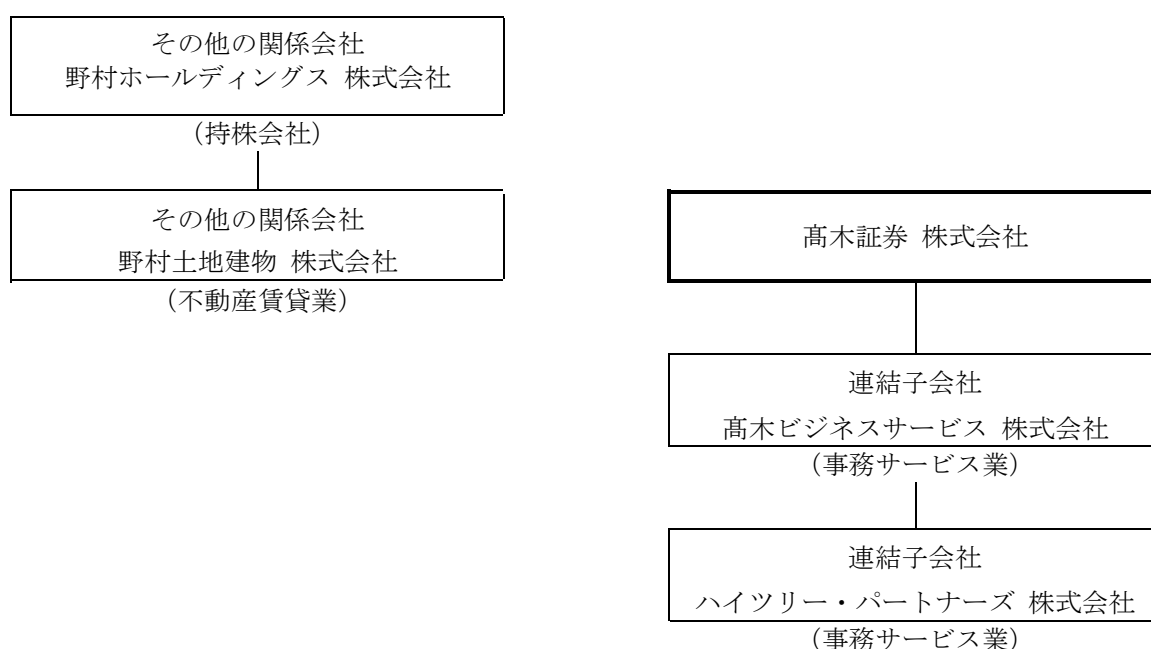 その他の関係会社
野村ホールディングス 株式会社
(持株会社)
その他の関係会社
野村土地建物 株式会社
(不動産賃貸業)
髙木証券 株式会社
連結子会社
髙木ビジネスサービス 株式会社
(事務サービス業)
連結子会社
ハイツリー・パートナーズ 株式会社
(事務サービス業)